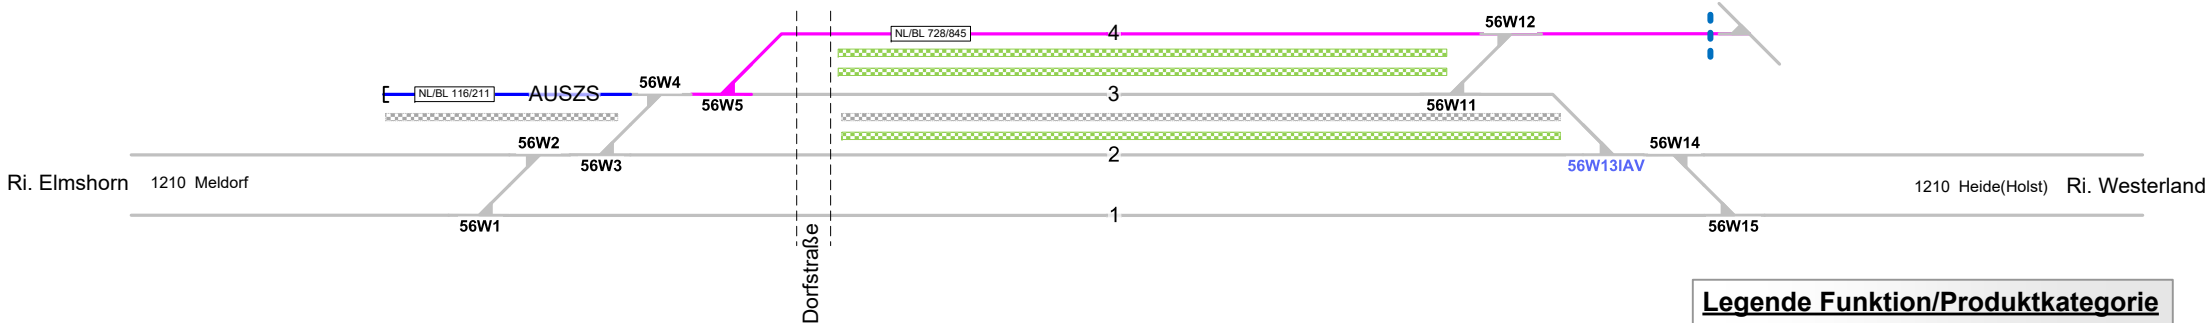 56W12
4
NL/BL 728/845
56W4
NL/BL 116/211
AUSZS
56W5
3
56W11
56W2
56W3
2
56W14
56W13IAV
Ri. Elmshorn
1210 Meldorf
1210 Heide(Holst)
Ri. Westerland
1
56W1
56W15
Dorfstraße
Legende Funktion/Produktkategorie